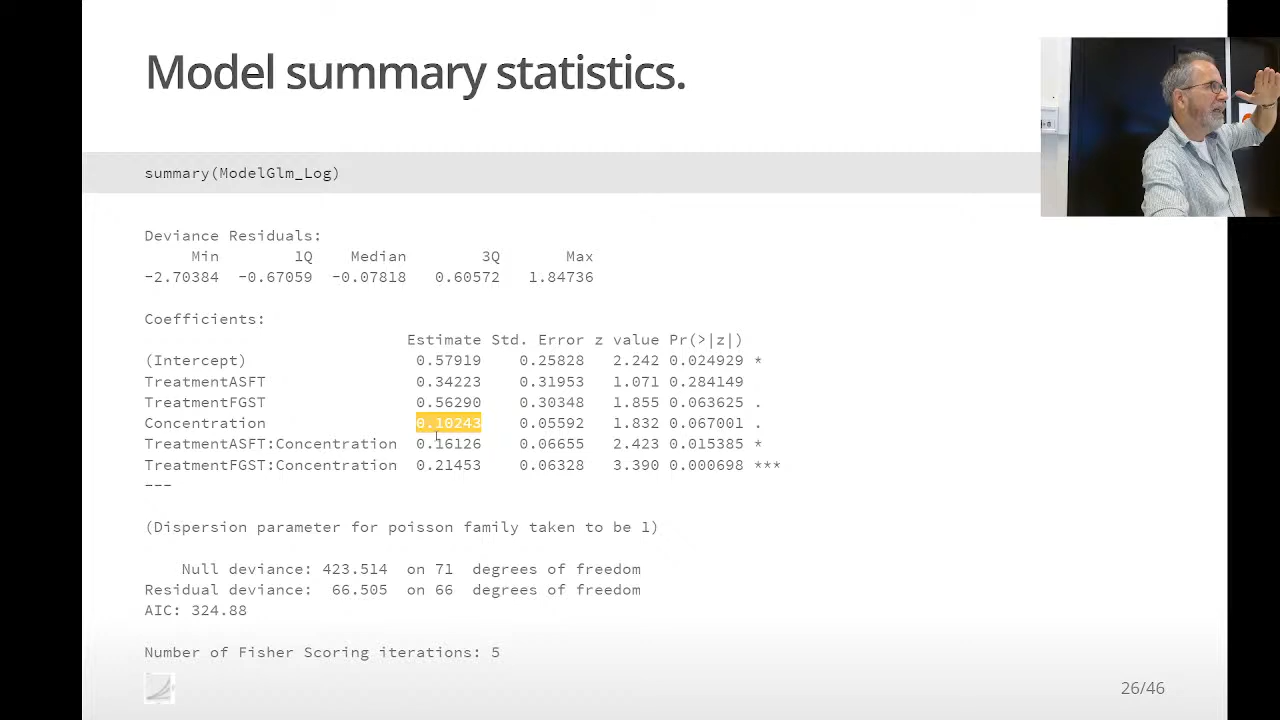 Model summary statistics.
summary(ModelGlm_Log)
Deviance Residuals:
Min 1Q Median 3Q Max
-2.70384 -0.67059 -0.07818 0.60572 1.84736
Coefficients:
Estimate Std. Error z value Pr(>|z|)
(Intercept) 0.57919 0.25828 2.242 0.024929 *
TreatmentASFT 0.34223 0.31953 1.071 0.284149
TreatmentFGST 0.56290 0.30348 1.855 0.063625 .
Concentration 0.10243 0.05592 1.832 0.067001 .
TreatmentASFT:Concentration 0.16126 0.06655 2.423 0.015385 *
TreatmentFGST:Concentration 0.21453 0.06328 3.390 0.000698 ***
---
(Dispersion parameter for poisson family taken to be 1)
Null deviance: 423.514 on 71 degrees of freedom
Residual deviance: 66.505 on 66 degrees of freedom
AIC: 324.88
Number of Fisher Scoring iterations: 5
26/46